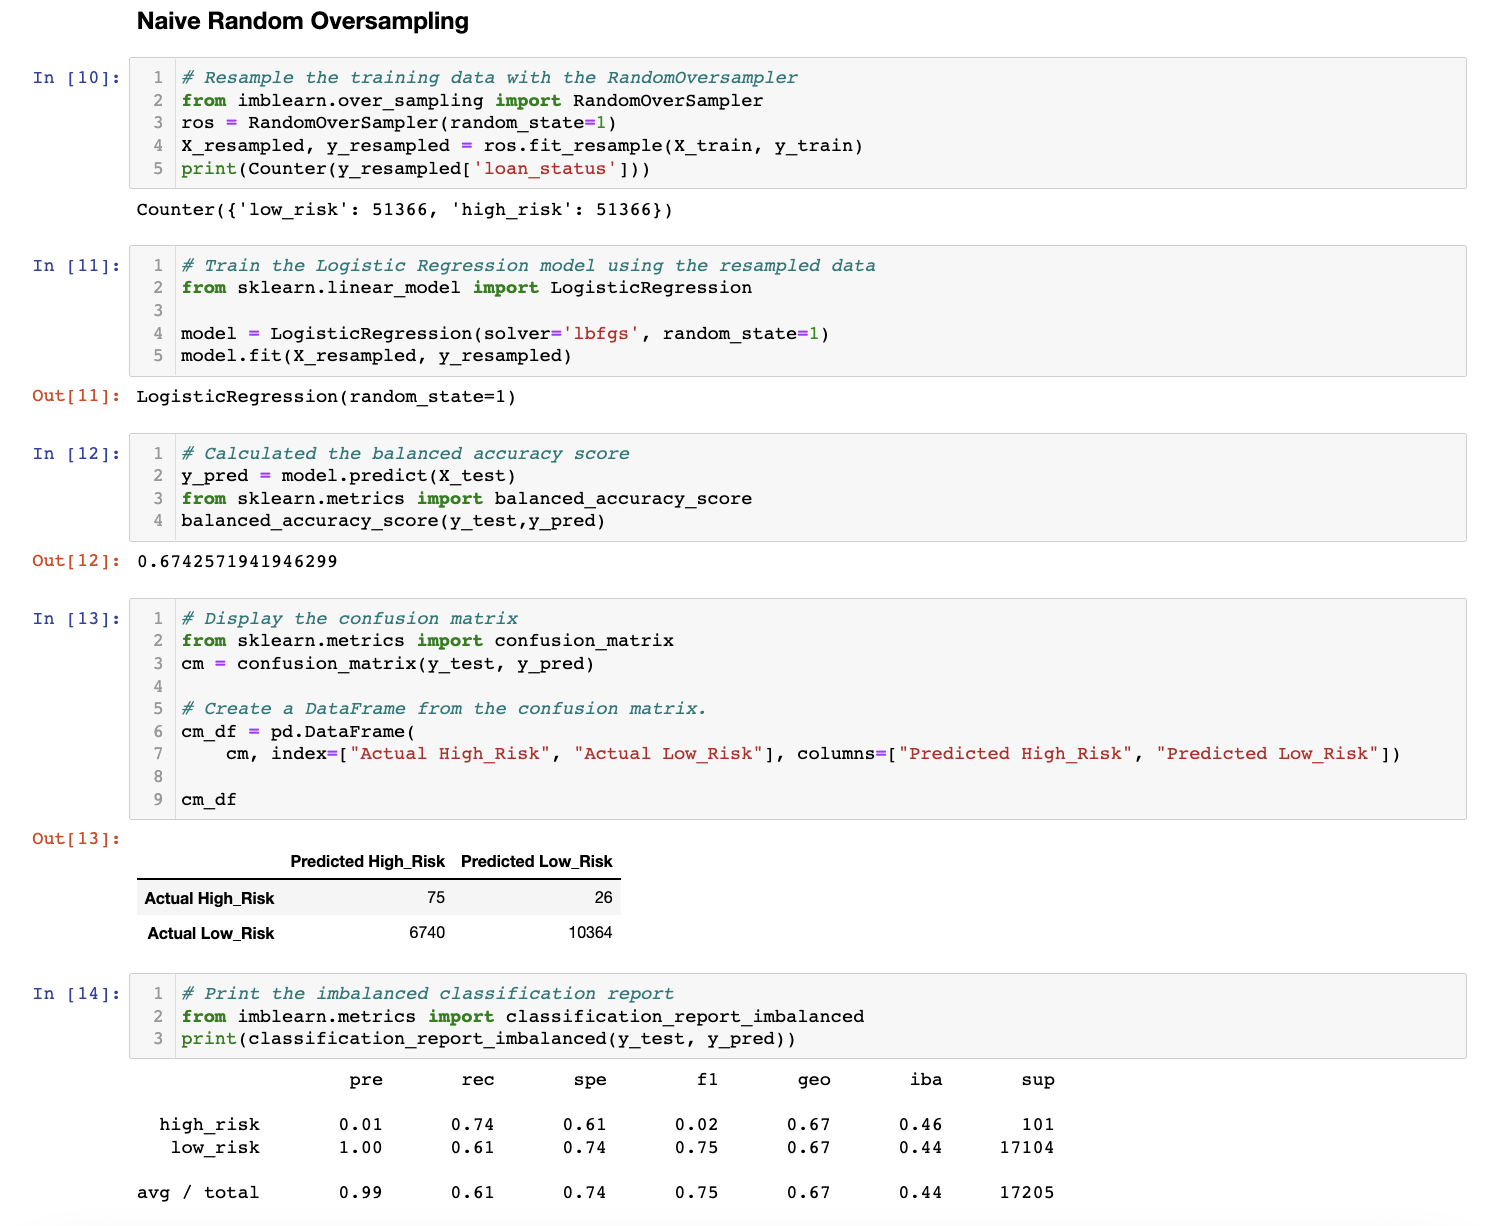 Naive Random Oversampling
In [10]:
1 # Resample the training data with the RandomOversampler
2 from imblearn.over_sampling import RandomOverSampler
3 ros = RandomOverSampler(random_state=1)
4 X_resampled, y_resampled = ros.fit_resample(X_train, y_train)
5 print(Counter(y_resampled['loan_status']))
Counter({'low_risk': 51366, 'high_risk': 51366})
In [11]:
1 # Train the Logistic Regression model using the resampled data
2 from sklearn.linear_model import LogisticRegression
3
4 model = LogisticRegression(solver='lbfgs', random_state=1)
5 model.fit(X_resampled, y_resampled)
Out[11]: LogisticRegression(random_state=1)
In [12]:
1 # Calculated the balanced accuracy score
2 y_pred = model.predict(X_test)
3 from sklearn.metrics import balanced_accuracy_score
4 balanced_accuracy_score(y_test,y_pred)
Out[12]: 0.6742571941946299
In [13]:
1 # Display the confusion matrix
2 from sklearn.metrics import confusion_matrix
3 cm = confusion_matrix(y_test, y_pred)
4
5 # Create a DataFrame from the confusion matrix.
6 cm_df = pd.DataFrame(
7     cm, index=["Actual High_Risk", "Actual Low_Risk"], columns=["Predicted High_Risk", "Predicted Low_Risk"])
8
9 cm_df
Out[13]:
Predicted High_Risk Predicted Low_Risk
Actual High_Risk 75 26
Actual Low_Risk 6740 10364
In [14]:
1 # Print the imbalanced classification report
2 from imblearn.metrics import classification_report_imbalanced
3 print(classification_report_imbalanced(y_test, y_pred))
pre rec spe f1 geo iba sup
high_risk 0.01 0.74 0.61 0.02 0.67 0.46 101
low_risk 1.00 0.61 0.74 0.75 0.67 0.44 17104
avg / total 0.99 0.61 0.74 0.75 0.67 0.44 17205